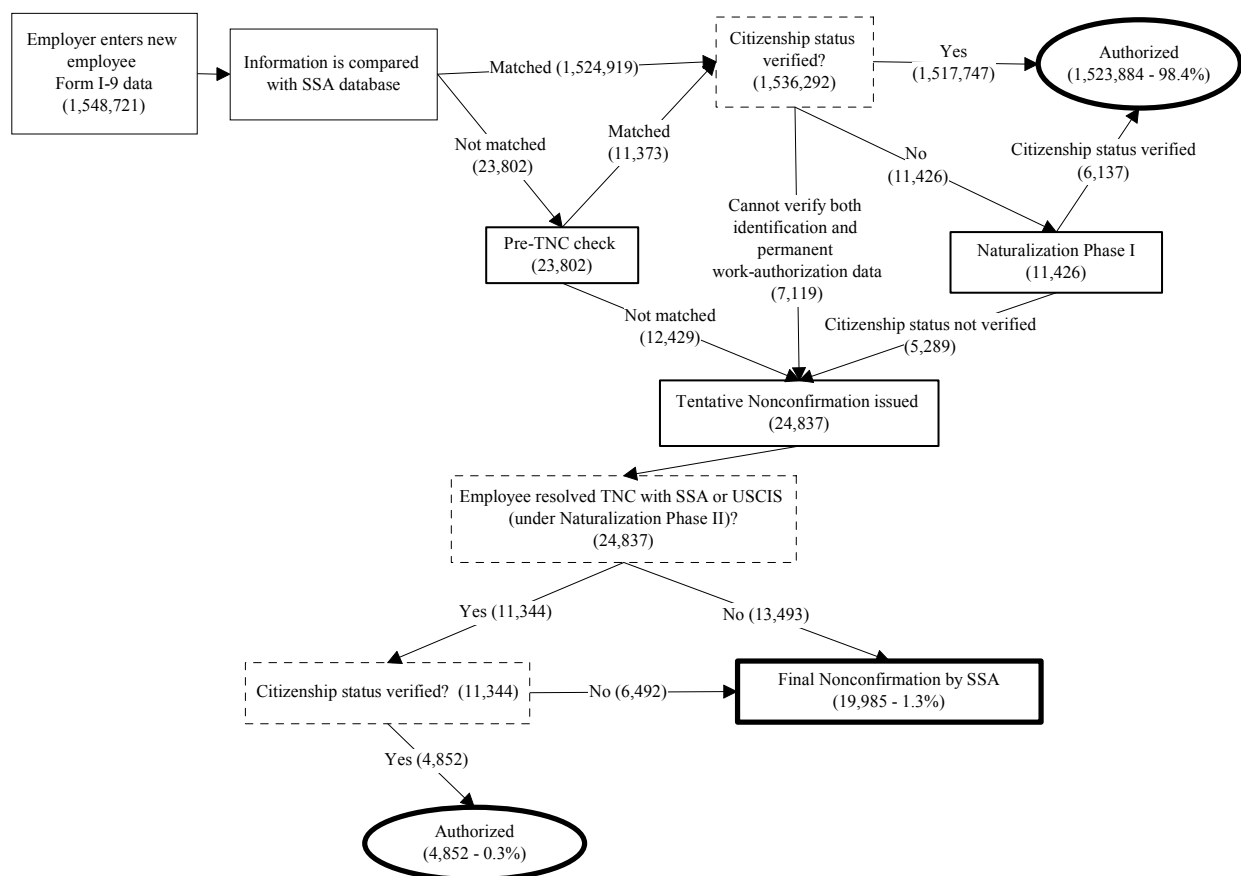 Employer enters new
employee
Form I-9 data
(1,548,721)
Information is compared
with SSA database
Matched (1,524,919)
Citizenship status
verified?
(1,536,292)
Yes
(1,517,747)
Authorized
(1,523,884 - 98.4%)
Not matched
(23,802)
Matched
(11,373)
No
(11,426)
Citizenship status verified
(6,137)
Pre-TNC check
(23,802)
Cannot verify both
identification and
permanent
work-authorization data
(7,119)
Naturalization Phase I
(11,426)
Not matched
(12,429)
Citizenship status not verified
(5,289)
Tentative Nonconfirmation issued
(24,837)
Employee resolved TNC with SSA or USCIS
(under Naturalization Phase II)?
(24,837)
Yes (11,344)
No (13,493)
Citizenship status verified? (11,344)
No (6,492)
Final Nonconfirmation by SSA
(19,985 - 1.3%)
Yes (4,852)
Authorized
(4,852 - 0.3%)